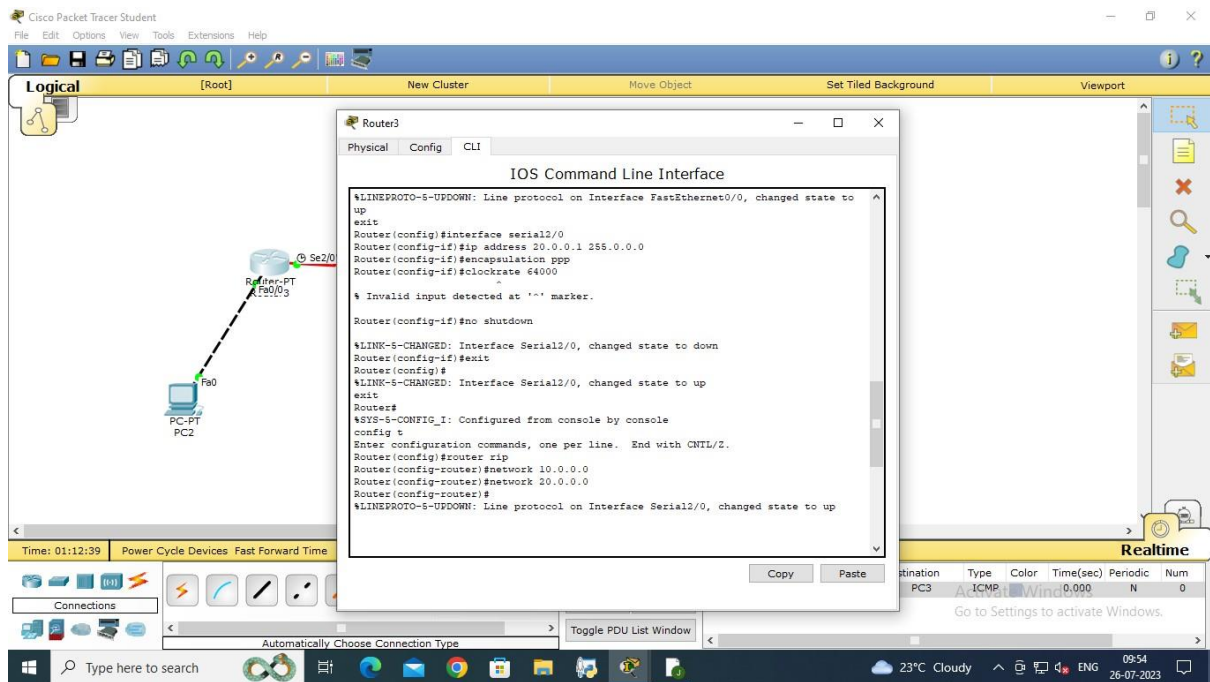 Cisco Packet Tracer Student
File Edit Options View Tools Extensions Help
Logical [Root] New Cluster Move Object Set Tiled Background Viewport
Router3
Physical Config CLI
IOS Command Line Interface
%LINEPROTO-5-UPDOWN: Line protocol on Interface FastEthernet0/0, changed state to
up
exit
Router(config)#interface serial2/0
Router(config-if)#ip address 20.0.0.1 255.0.0.0
Router(config-if)#encapsulation ppp
Router(config-if)#clockrate 64000
^
% Invalid input detected at '^' marker.
Router(config-if)#no shutdown
%LINK-5-CHANGED: Interface Serial2/0, changed state to down
Router(config-if)#exit
Router(config)#
%LINK-5-CHANGED: Interface Serial2/0, changed state to up
exit
Router#
%SYS-5-CONFIG_I: Configured from console by console
config t
Enter configuration commands, one per line. End with CNTL/Z.
Router(config)#router rip
Router(config-router)#network 10.0.0.0
Router(config-router)#network 20.0.0.0
Router(config-router)#
%LINEPROTO-5-UPDOWN: Line protocol on Interface Serial2/0, changed state to up
Copy Paste
Se2/0
Router-PT
Fa0/0
Fa0
PC-PT
PC2
Time: 01:12:39 Power Cycle Devices Fast Forward Time Realtime
Connections
Automatically Choose Connection Type
Toggle PDU List Window
stination Type Color Time(sec) Periodic Num
PC3 ICMP 0.000 N 0
Activate Windows
Go to Settings to activate Windows.
Type here to search
23°C Cloudy ENG 09:54
26-07-2023